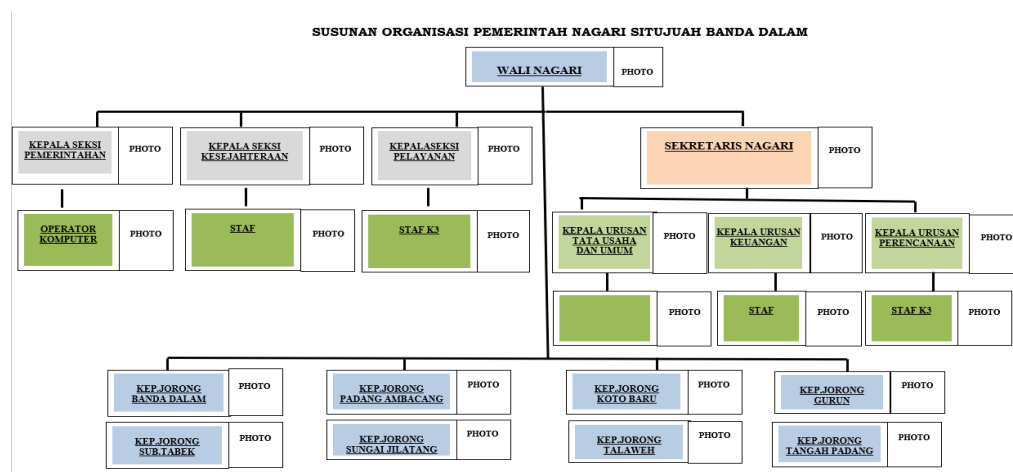 SUSUNAN ORGANISASI PEMERINTAH NAGARI SITUJUAH BANDA DALAM
WALI NAGARI
PHOTO
KEPALA SEKSI
PEMERINTAHAN
PHOTO
KEPALA SEKSI
KESEJAHTERAAN
PHOTO
KEPALASEKSI
PELAYANAN
PHOTO
SEKRETARIS NAGARI
PHOTO
OPERATOR
KOMPUTER
PHOTO
STAF
PHOTO
STAF K3
PHOTO
KEPALA URUSAN
TATA USAHA
DAN UMUM
PHOTO
KEPALA URUSAN
KEUANGAN
PHOTO
KEPALA URUSAN
PERENCANAAN
PHOTO
PHOTO
STAF
PHOTO
STAF K3
PHOTO
KEP.JORONG
BANDA DALAM
PHOTO
KEP.JORONG
PADANG AMBACANG
PHOTO
KEP.JORONG
KOTO BARU
PHOTO
KEP.JORONG
GURUN
PHOTO
KEP.JORONG
SUB.TABEK
PHOTO
KEP.JORONG
SUNGAI JILATANG
PHOTO
KEP.JORONG
TALAWEH
PHOTO
KEP.JORONG
TANGAH PADANG
PHOTO